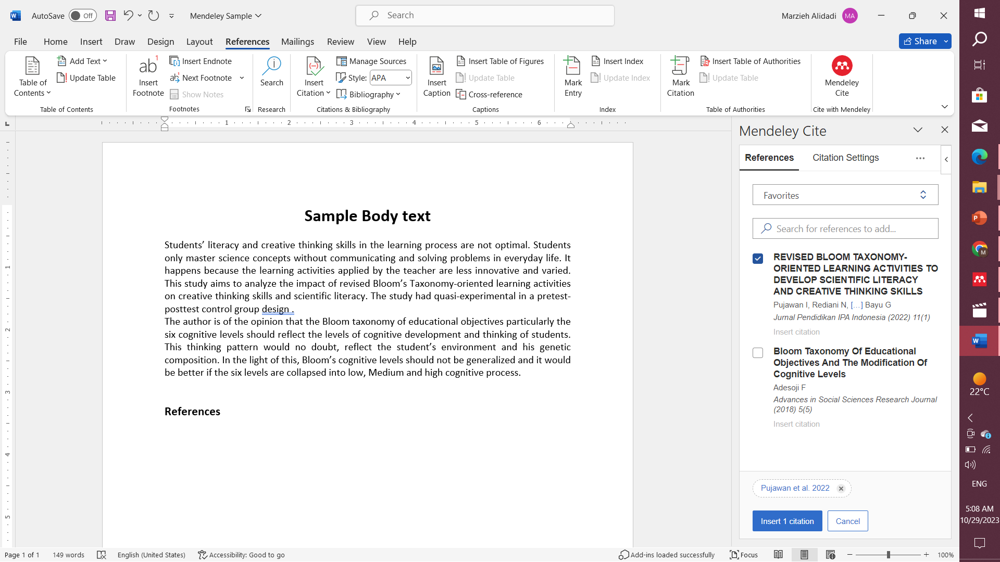 AutoSave Off Mendeley Sample Search Marzieh Alidadi MA
File Home Insert Draw Design Layout References Mailings Review View Help Share
Table of Contents
Add Text
Update Table
Table of Contents
ab 1
Insert Footnote
Insert Endnote
Next Footnote
Show Notes
Footnotes
Search
Research
Insert Citation
Manage Sources
Style: APA
Bibliography
Citations & Bibliography
Insert Caption
Insert Table of Figures
Update Table
Cross-reference
Captions
Mark Entry
Insert Index
Update Index
Index
Mark Citation
Insert Table of Authorities
Update Table
Table of Authorities
Mendeley Cite
Cite with Mendeley
1 2 3 4 5 6
1
2
3
4
5
Sample Body text
Students’ literacy and creative thinking skills in the learning process are not optimal. Students
only master science concepts without communicating and solving problems in everyday life. It
happens because the learning activities applied by the teacher are less innovative and varied.
This study aims to analyze the impact of revised Bloom’s Taxonomy-oriented learning activities
on creative thinking skills and scientific literacy. The study had quasi-experimental in a pretest-
posttest control group design .
The author is of the opinion that the Bloom taxonomy of educational objectives particularly the
six cognitive levels should reflect the levels of cognitive development and thinking of students.
This thinking pattern would no doubt, reflect the student’s environment and his genetic
composition. In the light of this, Bloom’s cognitive levels should not be generalized and it would
be better if the six levels are collapsed into low, Medium and high cognitive process.
References
Mendeley Cite
References Citation Settings
Favorites
Search for references to add...
REVISED BLOOM TAXONOMY-
ORIENTED LEARNING ACTIVITIES TO
DEVELOP SCIENTIFIC LITERACY
AND CREATIVE THINKING SKILLS
Pujawan I, Rediani N, [...] Bayu G
Jurnal Pendidikan IPA Indonesia (2022) 11(1)
Insert citation
Bloom Taxonomy Of Educational
Objectives And The Modification Of
Cognitive Levels
Adesoji F
Advances in Social Sciences Research Journal
(2018) 5(5)
Insert citation
Pujawan et al. 2022
Insert 1 citation Cancel
22°C
ENG
5:08 AM
10/29/2023
Page 1 of 1 149 words English (United States) Accessibility: Good to go Add-ins loaded successfully Focus 100%